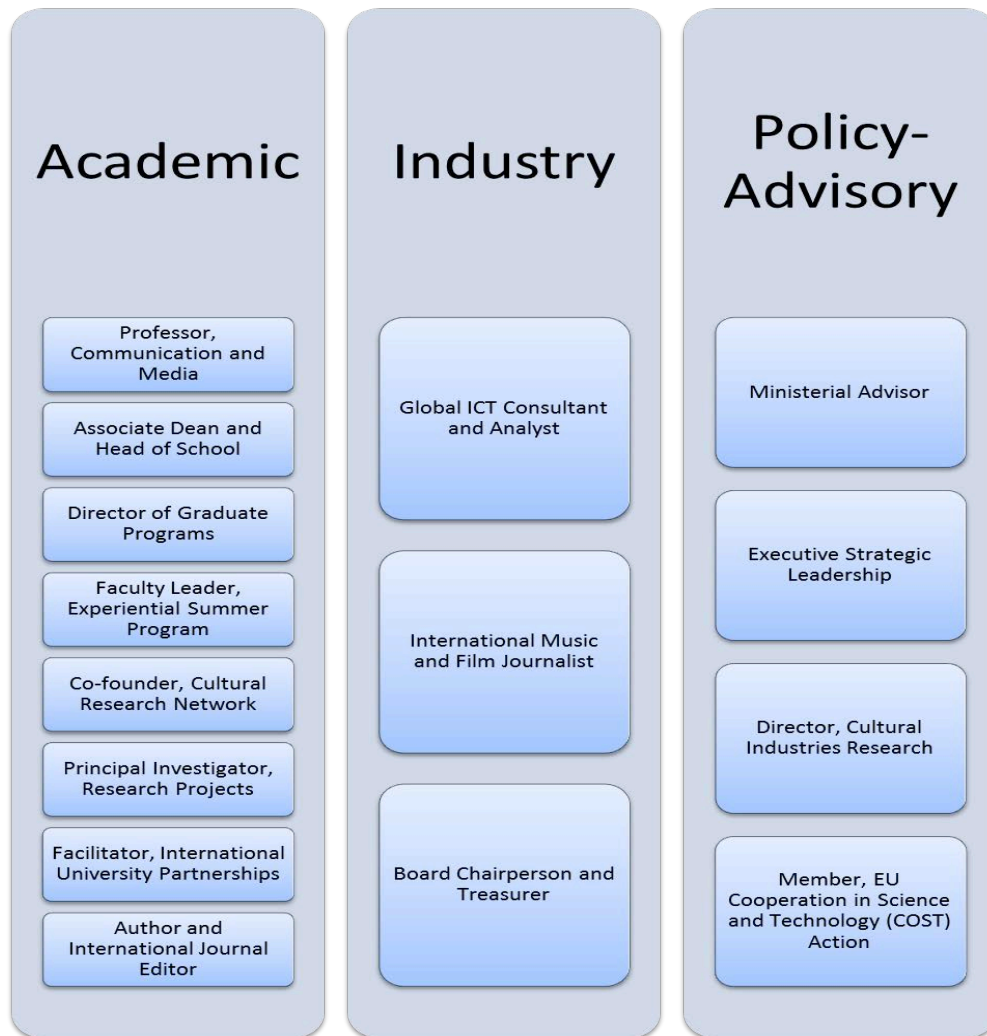 Academic
Professor,
Communication and
Media
Associate Dean and
Head of School
Director of Graduate
Programs
Faculty Leader,
Experiential Summer
Program
Co-founder, Cultural
Research Network
Principal Investigator,
Research Projects
Facilitator, International
University Partnerships
Author and
International Journal
Editor
Industry
Global ICT Consultant
and Analyst
International Music
and Film Journalist
Board Chairperson and
Treasurer
Policy-
Advisory
Ministerial Advisor
Executive Strategic
Leadership
Director, Cultural
Industries Research
Member, EU
Cooperation in Science
and Technology (COST)
Action